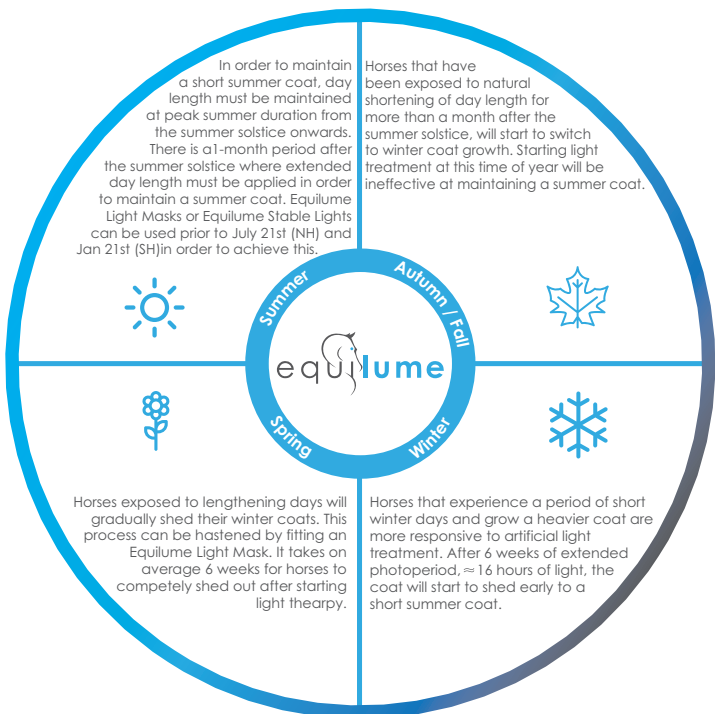 In order to maintain
a short summer coat, day
length must be maintained
at peak summer duration from
the summer solstice onwards.
There is a1-month period after
the summer solstice where extended
day length must be applied in order
to maintain a summer coat. Equilume
Light Masks or Equilume Stable Lights
can be used prior to July 21st (NH) and
Jan 21st (SH)in order to achieve this.
Horses that have
been exposed to natural
shortening of day length for
more than a month after the
summer solstice, will start to switch
to winter coat growth. Starting light
treatment at this time of year will be
ineffective at maintaining a summer coat.
Summer
Autumn / Fall
equilume
Spring
Winter
Horses exposed to lengthening days will
gradually shed their winter coats. This
process can be hastened by fitting an
Equilume Light Mask. It takes on
average 6 weeks for horses to
competely shed out after starting
light thearpy.
Horses that experience a period of short
winter days and grow a heavier coat are
more responsive to artificial light
treatment. After 6 weeks of extended
photoperiod, ≈ 16 hours of light, the
coat will start to shed early to a
short summer coat.